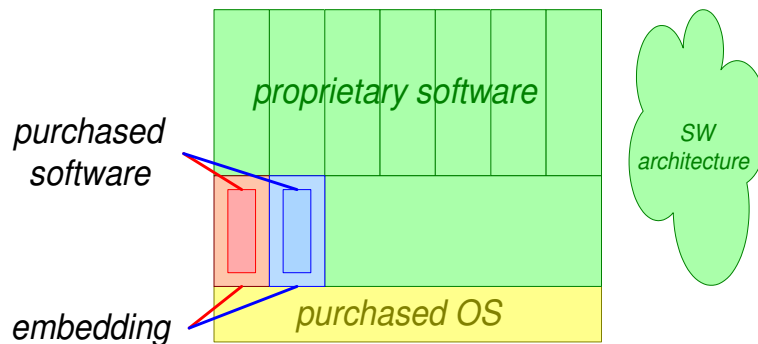 proprietary software
SW
architecture
purchased
software
embedding
purchased OS